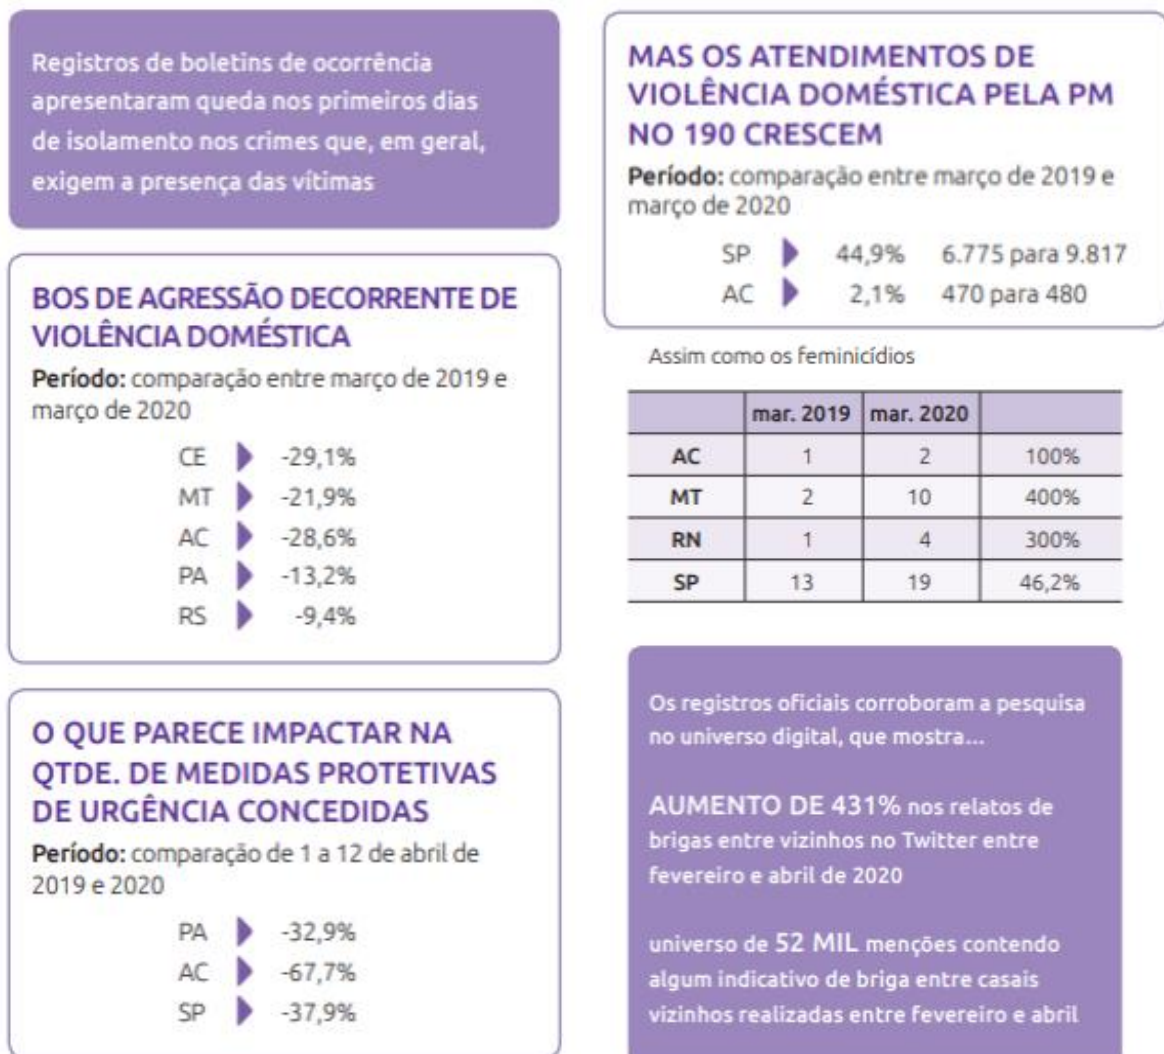 Registros de boletins de ocorrência
apresentaram queda nos primeiros dias
de isolamento nos crimes que, em geral,
exigem a presença das vítimas
BOS DE AGRESSÃO DECORRENTE DE
VIOLÊNCIA DOMÉSTICA
Período: comparação entre março de 2019 e
março de 2020
CE -29,1%
MT -21,9%
AC -28,6%
PA -13,2%
RS -9,4%
O QUE PARECE IMPACTAR NA
QTDE. DE MEDIDAS PROTETIVAS
DE URGÊNCIA CONCEDIDAS
Período: comparação de 1 a 12 de abril de
2019 e 2020
PA -32,9%
AC -67,7%
SP -37,9%
MAS OS ATENDIMENTOS DE
VIOLÊNCIA DOMÉSTICA PELA PM
NO 190 CRESCEM
Período: comparação entre março de 2019 e
março de 2020
SP 44,9% 6.775 para 9.817
AC 2,1% 470 para 480
Assim como os feminicídios
mar. 2019 mar. 2020
AC 1 2 100%
MT 2 10 400%
RN 1 4 300%
SP 13 19 46,2%
Os registros oficiais corroboram a pesquisa
no universo digital, que mostra...
AUMENTO DE 431% nos relatos de
brigas entre vizinhos no Twitter entre
fevereiro e abril de 2020
universo de 52 MIL menções contendo
algum indicativo de briga entre casais
vizinhos realizadas entre fevereiro e abril